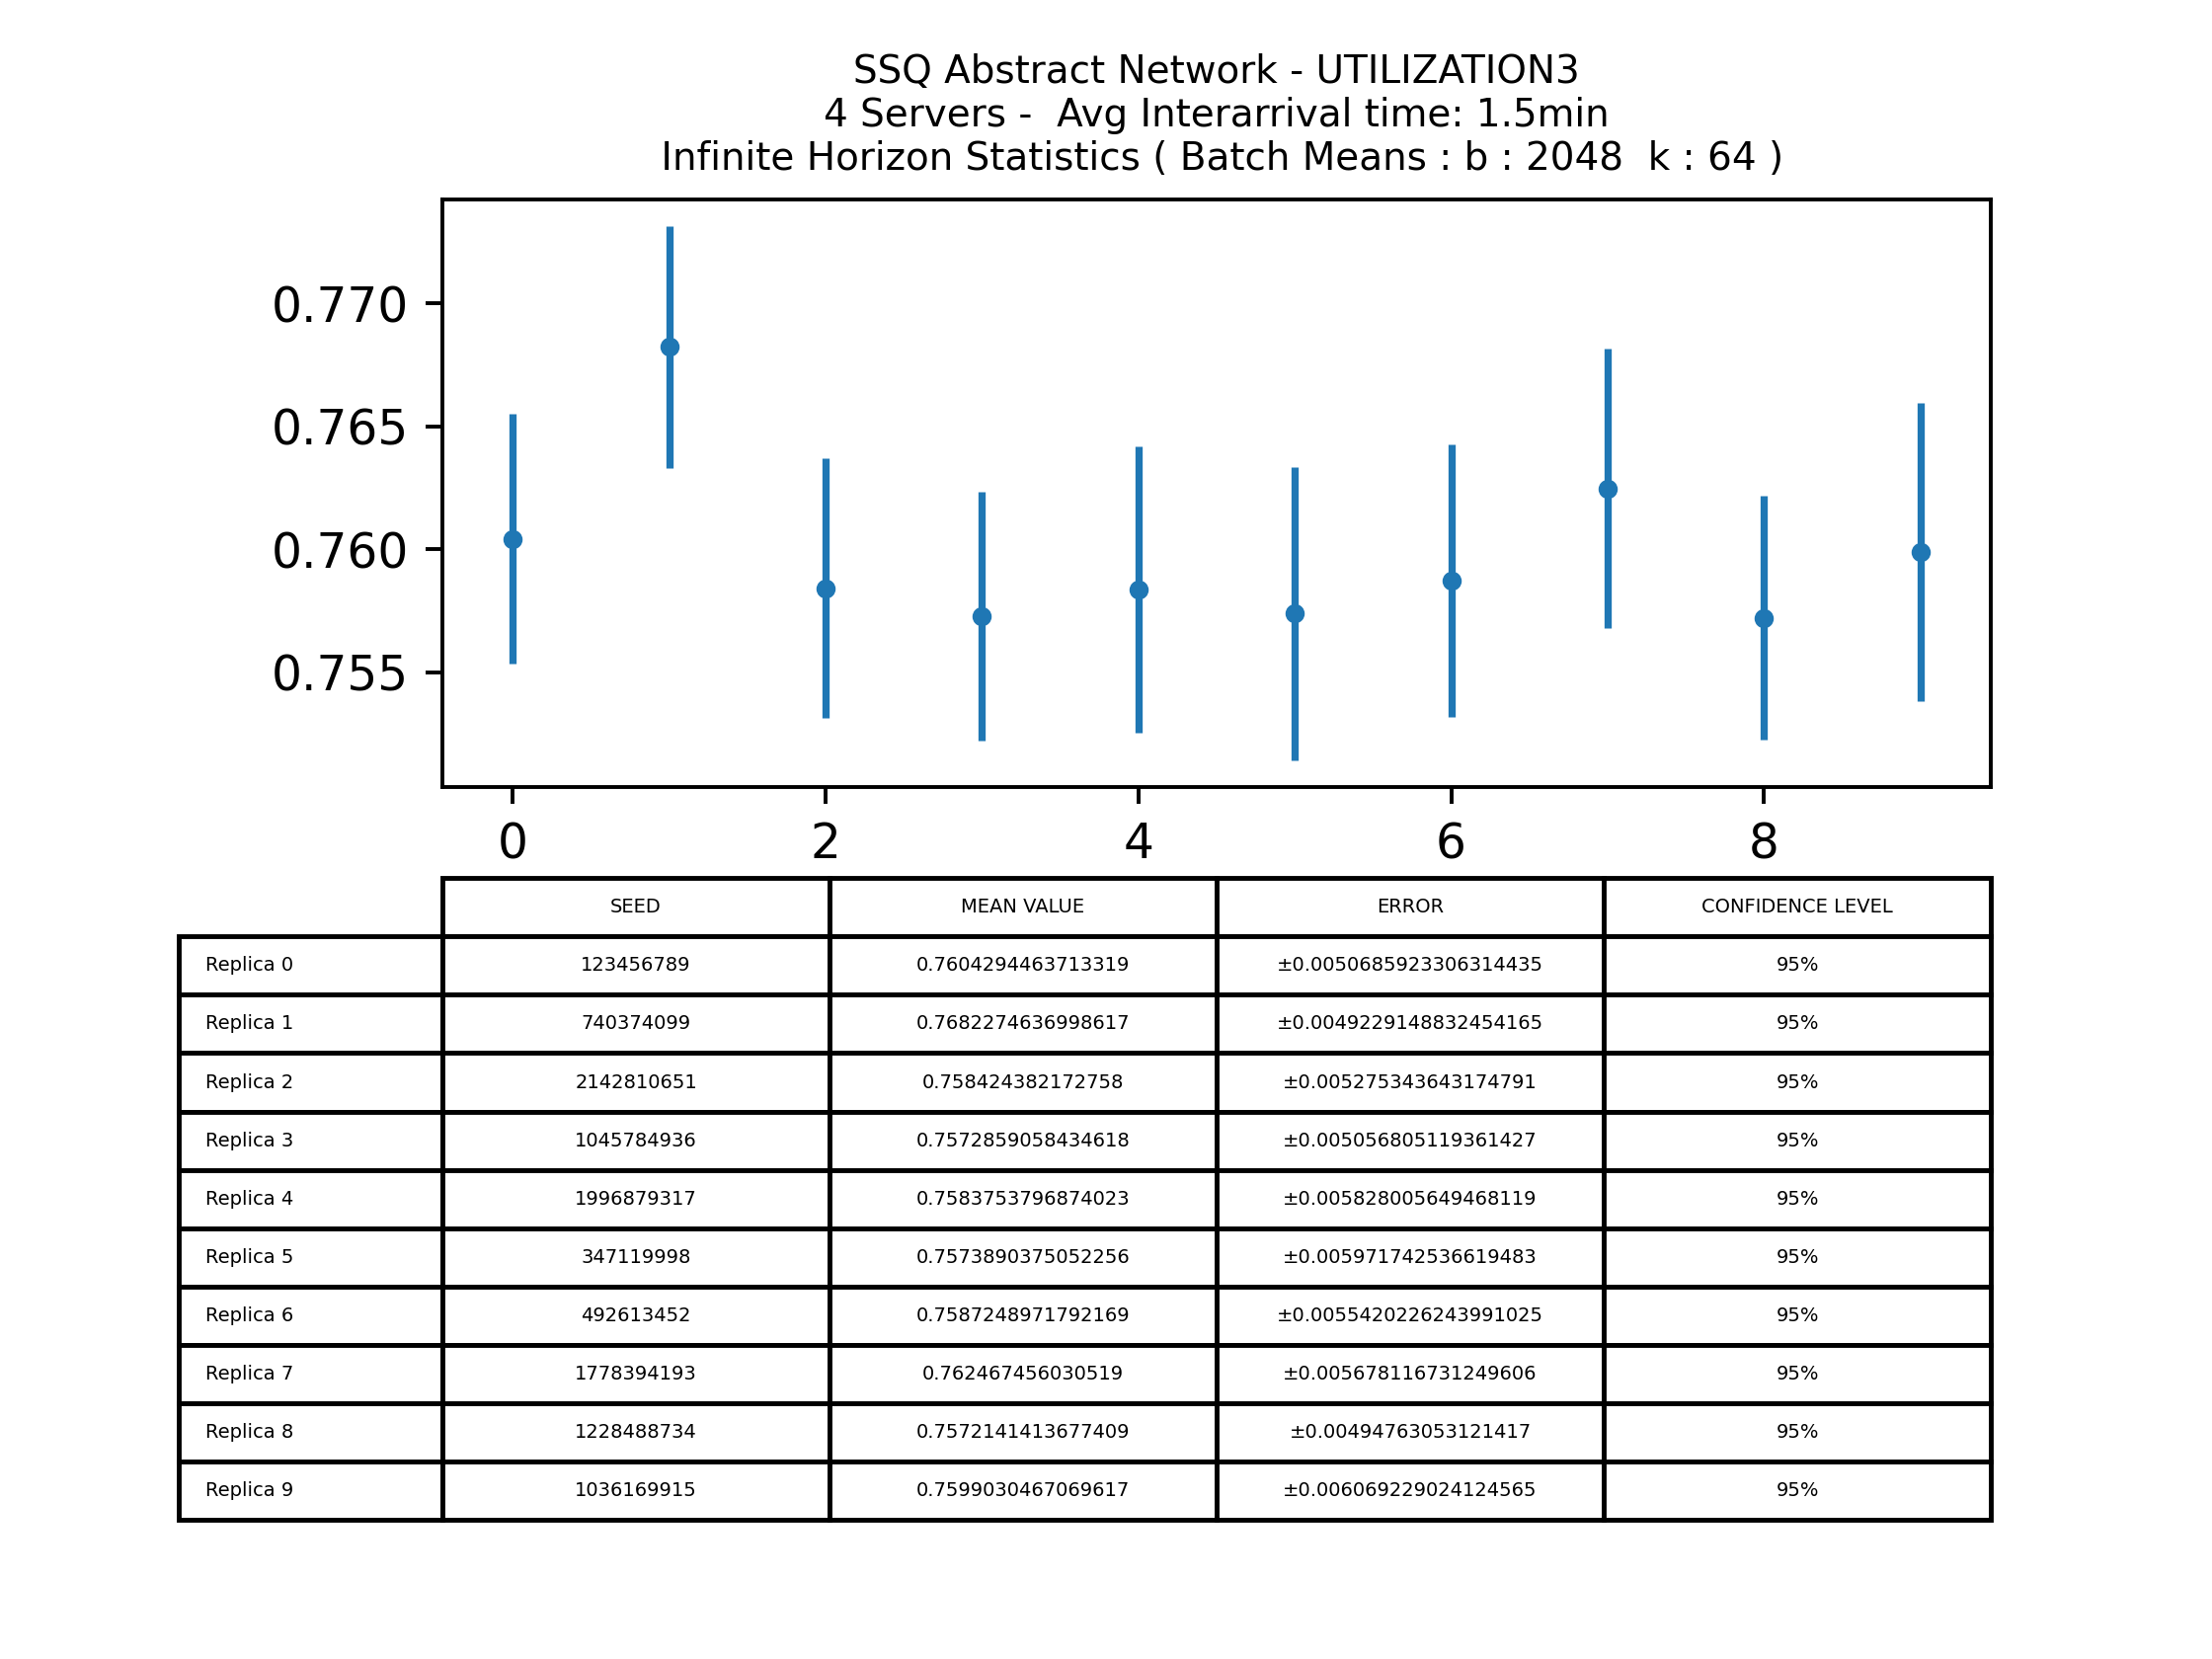 SSQ Abstract Network - UTILIZATION3
4 Servers -  Avg Interarrival time: 1.5min
Infinite Horizon Statistics ( Batch Means : b : 2048  k : 64 )
0.770
0.765
0.760
0.755
0 2 4 6 8
SEED MEAN VALUE ERROR CONFIDENCE LEVEL
Replica 0 123456789 0.7604294463713319 ±0.0050685923306314435 95%
Replica 1 740374099 0.7682274636998617 ±0.0049229148832454165 95%
Replica 2 2142810651 0.758424382172758 ±0.005275343643174791 95%
Replica 3 1045784936 0.7572859058434618 ±0.005056805119361427 95%
Replica 4 1996879317 0.7583753796874023 ±0.005828005649468119 95%
Replica 5 347119998 0.7573890375052256 ±0.005971742536619483 95%
Replica 6 492613452 0.7587248971792169 ±0.0055420226243991025 95%
Replica 7 1778394193 0.762467456030519 ±0.005678116731249606 95%
Replica 8 1228488734 0.7572141413677409 ±0.00494763053121417 95%
Replica 9 1036169915 0.7599030467069617 ±0.006069229024124565 95%